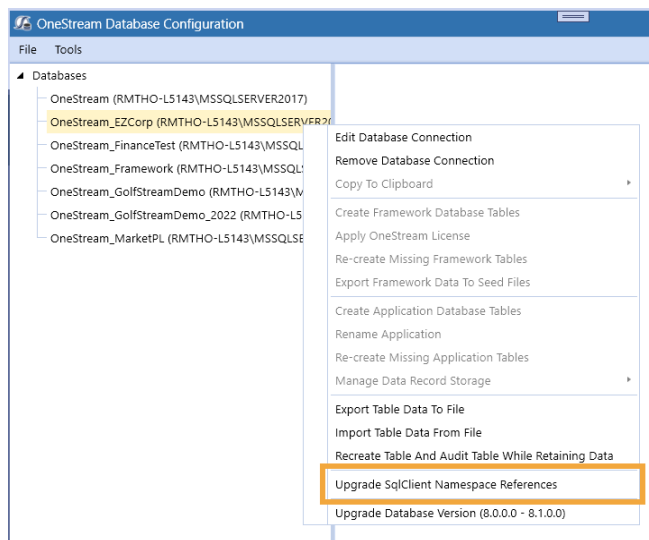 OneStream Database Configuration
File Tools
Databases
OneStream (RMTHO-L5143\MSSQLSERVER2017)
OneStream_EZCorp (RMTHO-L5143\MSSQLSERVER20
OneStream_FinanceTest (RMTHO-L5143\MSSQL
OneStream_Framework (RMTHO-L5143\MSSQLS
OneStream_GolfStreamDemo (RMTHO-L5143\M
OneStream_GolfStreamDemo_2022 (RMTHO-L5
OneStream_MarketPL (RMTHO-L5143\MSSQLSE
Edit Database Connection
Remove Database Connection
Copy To Clipboard
Create Framework Database Tables
Apply OneStream License
Re-create Missing Framework Tables
Export Framework Data To Seed Files
Create Application Database Tables
Rename Application
Re-create Missing Application Tables
Manage Data Record Storage
Export Table Data To File
Import Table Data From File
Recreate Table And Audit Table While Retaining Data
Upgrade SqlClient Namespace References
Upgrade Database Version (8.0.0.0 - 8.1.0.0)